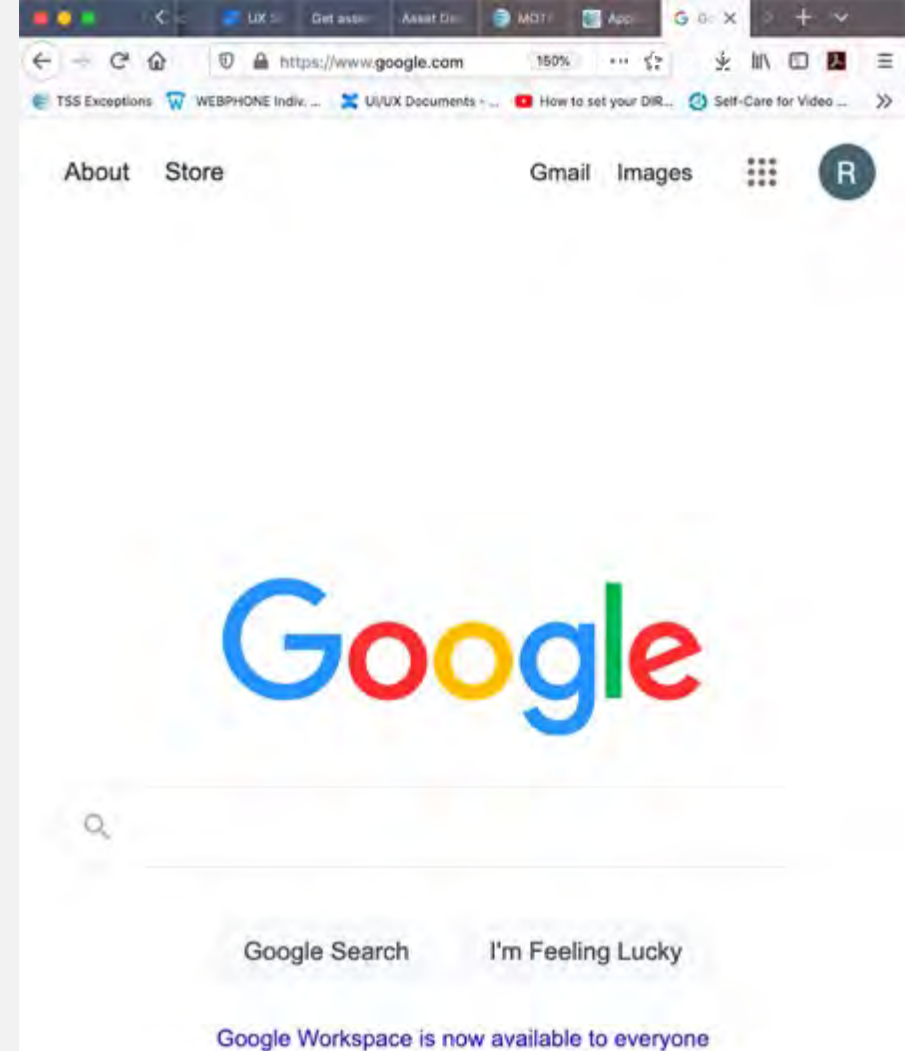 UX
Get asse
Asset De
MOT
App
G
https://www.google.com 150%
TSS Exceptions WEBPHONE Indiv. ... UI/UX Documents - ... How to set your DIR... Self-Care for Video ...
About Store Gmail Images R
Google
Google Search I'm Feeling Lucky
Google Workspace is now available to everyone